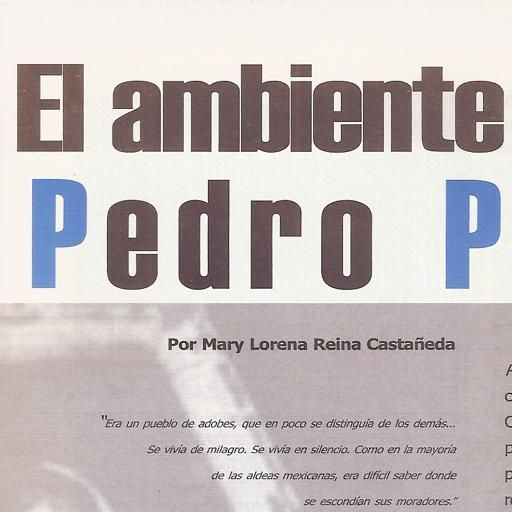 El ambiente
Pedro P
Por Mary Lorena Reina Castañeda
"Era un pueblo de adobes, que en poco se distinguía de los demás...
Se vivía de milagro. Se vivía en silencio. Como en la mayoría
de las aldeas mexicanas, era difícil saber donde
se escondían sus moradores."